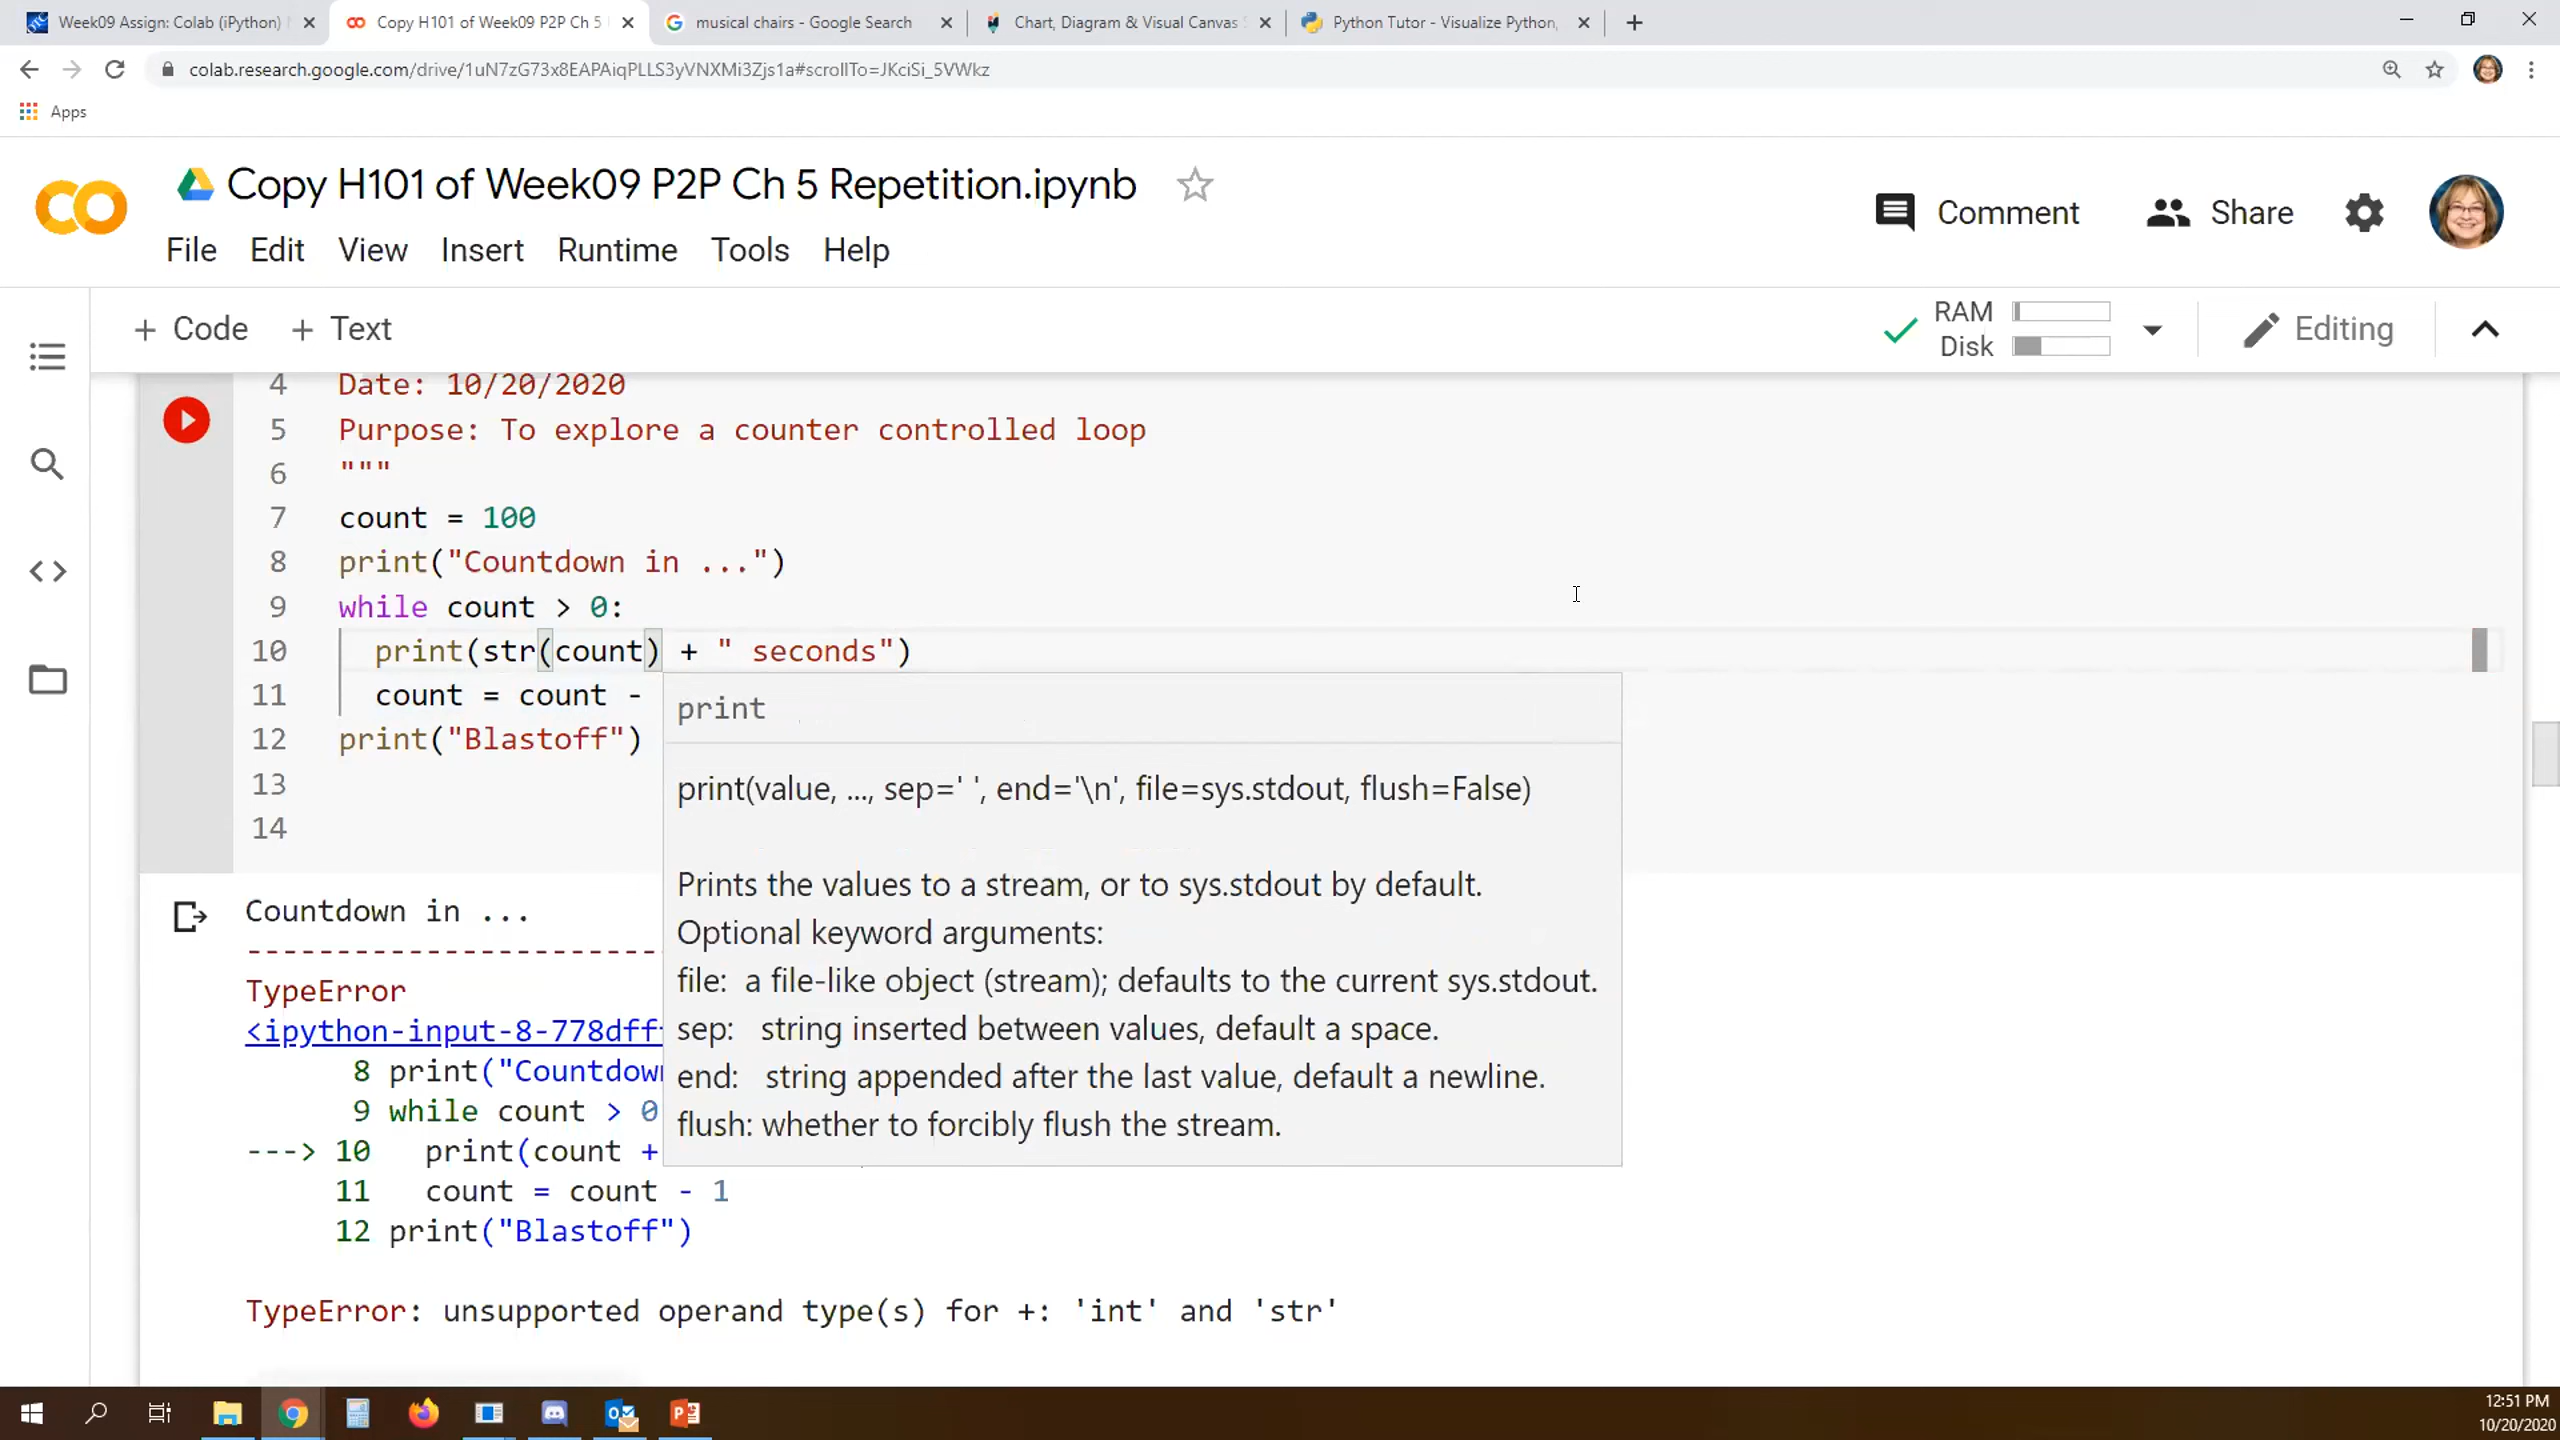 Week09 Assign: Colab (iPython)
Copy H101 of Week09 P2P Ch 5
musical chairs - Google Search
Chart, Diagram & Visual Canvas
Python Tutor - Visualize Python,
colab.research.google.com/drive/1uN7zG73x8EAPAiqPLLS3yVNXMi3Zjs1a#scrollTo=JKciSi_5VWkz
Apps
Copy H101 of Week09 P2P Ch 5 Repetition.ipynb
Comment
Share
File Edit View Insert Runtime Tools Help
+ Code + Text
RAM
Disk
Editing
4 Date: 10/20/2020
5 Purpose: To explore a counter controlled loop
6 """
7 count = 100
8 print("Countdown in ...")
9 while count > 0:
10 print(str(count) + " seconds")
11 count = count -
12 print("Blastoff")
13
14
print
print(value, ..., sep=' ', end='\n', file=sys.stdout, flush=False)
Prints the values to a stream, or to sys.stdout by default.
Optional keyword arguments:
file: a file-like object (stream); defaults to the current sys.stdout.
sep: string inserted between values, default a space.
end: string appended after the last value, default a newline.
flush: whether to forcibly flush the stream.
Countdown in ...
TypeError
<ipython-input-8-778dff
8 print("Countdow
9 while count > 0
---> 10 print(count +
11 count = count - 1
12 print("Blastoff")
TypeError: unsupported operand type(s) for +: 'int' and 'str'
12:51 PM
10/20/2020